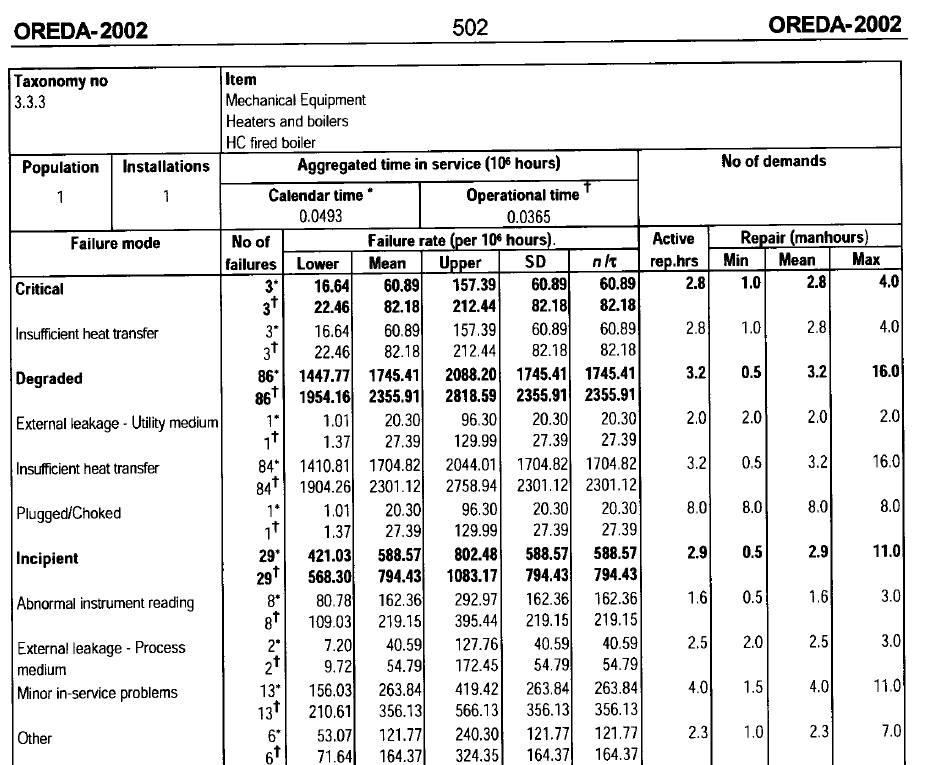 OREDA-2002 502 OREDA-2002
Taxonomy no Item
3.3.3 Mechanical Equipment
Heaters and boilers
HC fired boiler
Population Installations Aggregated time in service (10⁶ hours) No of demands
1 1 Calendar time * Operational time †
0.0493 0.0365
Failure mode No of Failure rate (per 10⁶ hours). Active Repair (manhours)
failures Lower Mean Upper SD n/τ rep.hrs Min Mean Max
Critical 3* 16.64 60.89 157.39 60.89 60.89 2.8 1.0 2.8 4.0
3† 22.46 82.18 212.44 82.18 82.18
Insufficient heat transfer 3* 16.64 60.89 157.39 60.89 60.89 2.8 1.0 2.8 4.0
3† 22.46 82.18 212.44 82.18 82.18
Degraded 86* 1447.77 1745.41 2088.20 1745.41 1745.41 3.2 0.5 3.2 16.0
86† 1954.16 2355.91 2818.59 2355.91 2355.91
External leakage - Utility medium 1* 1.01 20.30 96.30 20.30 20.30 2.0 2.0 2.0 2.0
1† 1.37 27.39 129.99 27.39 27.39
Insufficient heat transfer 84* 1410.81 1704.82 2044.01 1704.82 1704.82 3.2 0.5 3.2 16.0
84† 1904.26 2301.12 2758.94 2301.12 2301.12
Plugged/Choked 1* 1.01 20.30 96.30 20.30 20.30 8.0 8.0 8.0 8.0
1† 1.37 27.39 129.99 27.39 27.39
Incipient 29* 421.03 588.57 802.48 588.57 588.57 2.9 0.5 2.9 11.0
29† 568.30 794.43 1083.17 794.43 794.43
Abnormal instrument reading 8* 80.78 162.36 292.97 162.36 162.36 1.6 0.5 1.6 3.0
8† 109.03 219.15 395.44 219.15 219.15
External leakage - Process 2* 7.20 40.59 127.76 40.59 40.59 2.5 2.0 2.5 3.0
medium 2† 9.72 54.79 172.45 54.79 54.79
Minor in-service problems 13* 156.03 263.84 419.42 263.84 263.84 4.0 1.5 4.0 11.0
13† 210.61 356.13 566.13 356.13 356.13
Other 6* 53.07 121.77 240.30 121.77 121.77 2.3 1.0 2.3 7.0
6† 71.64 164.37 324.35 164.37 164.37